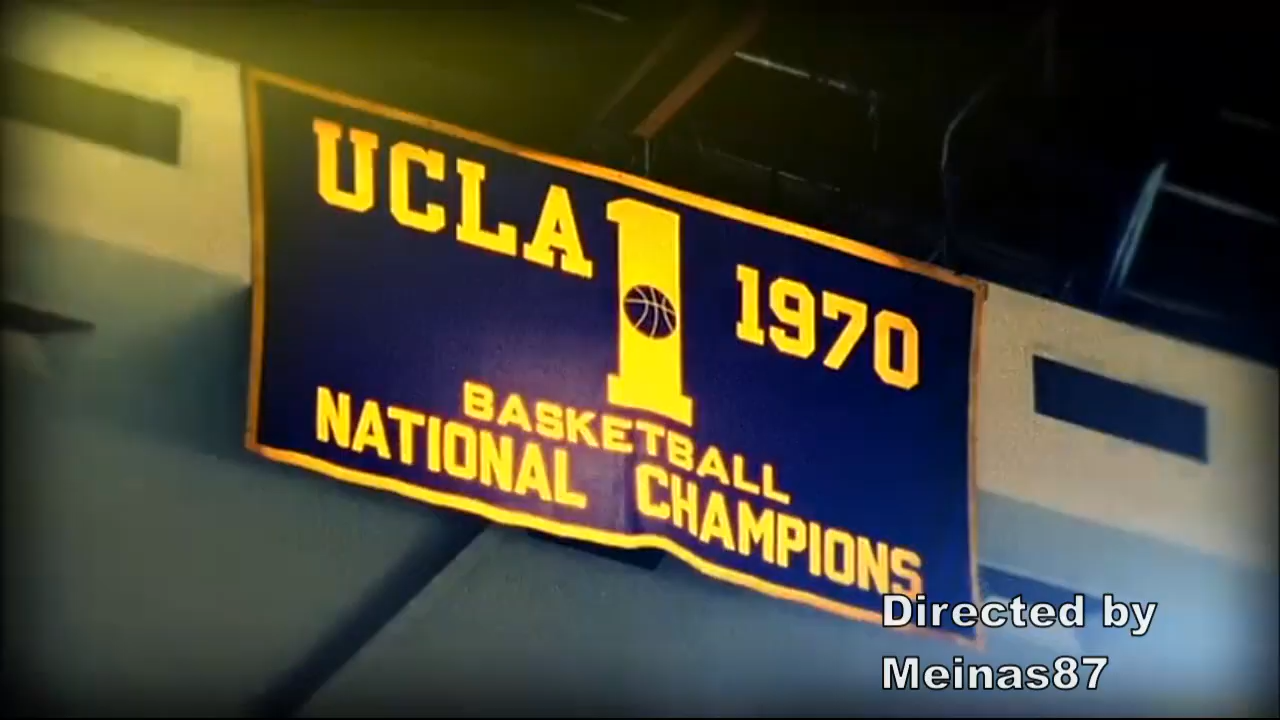 UCLA 1 1970
BASKETBALL
NATIONAL CHAMPIONS
Directed by
Meinas87